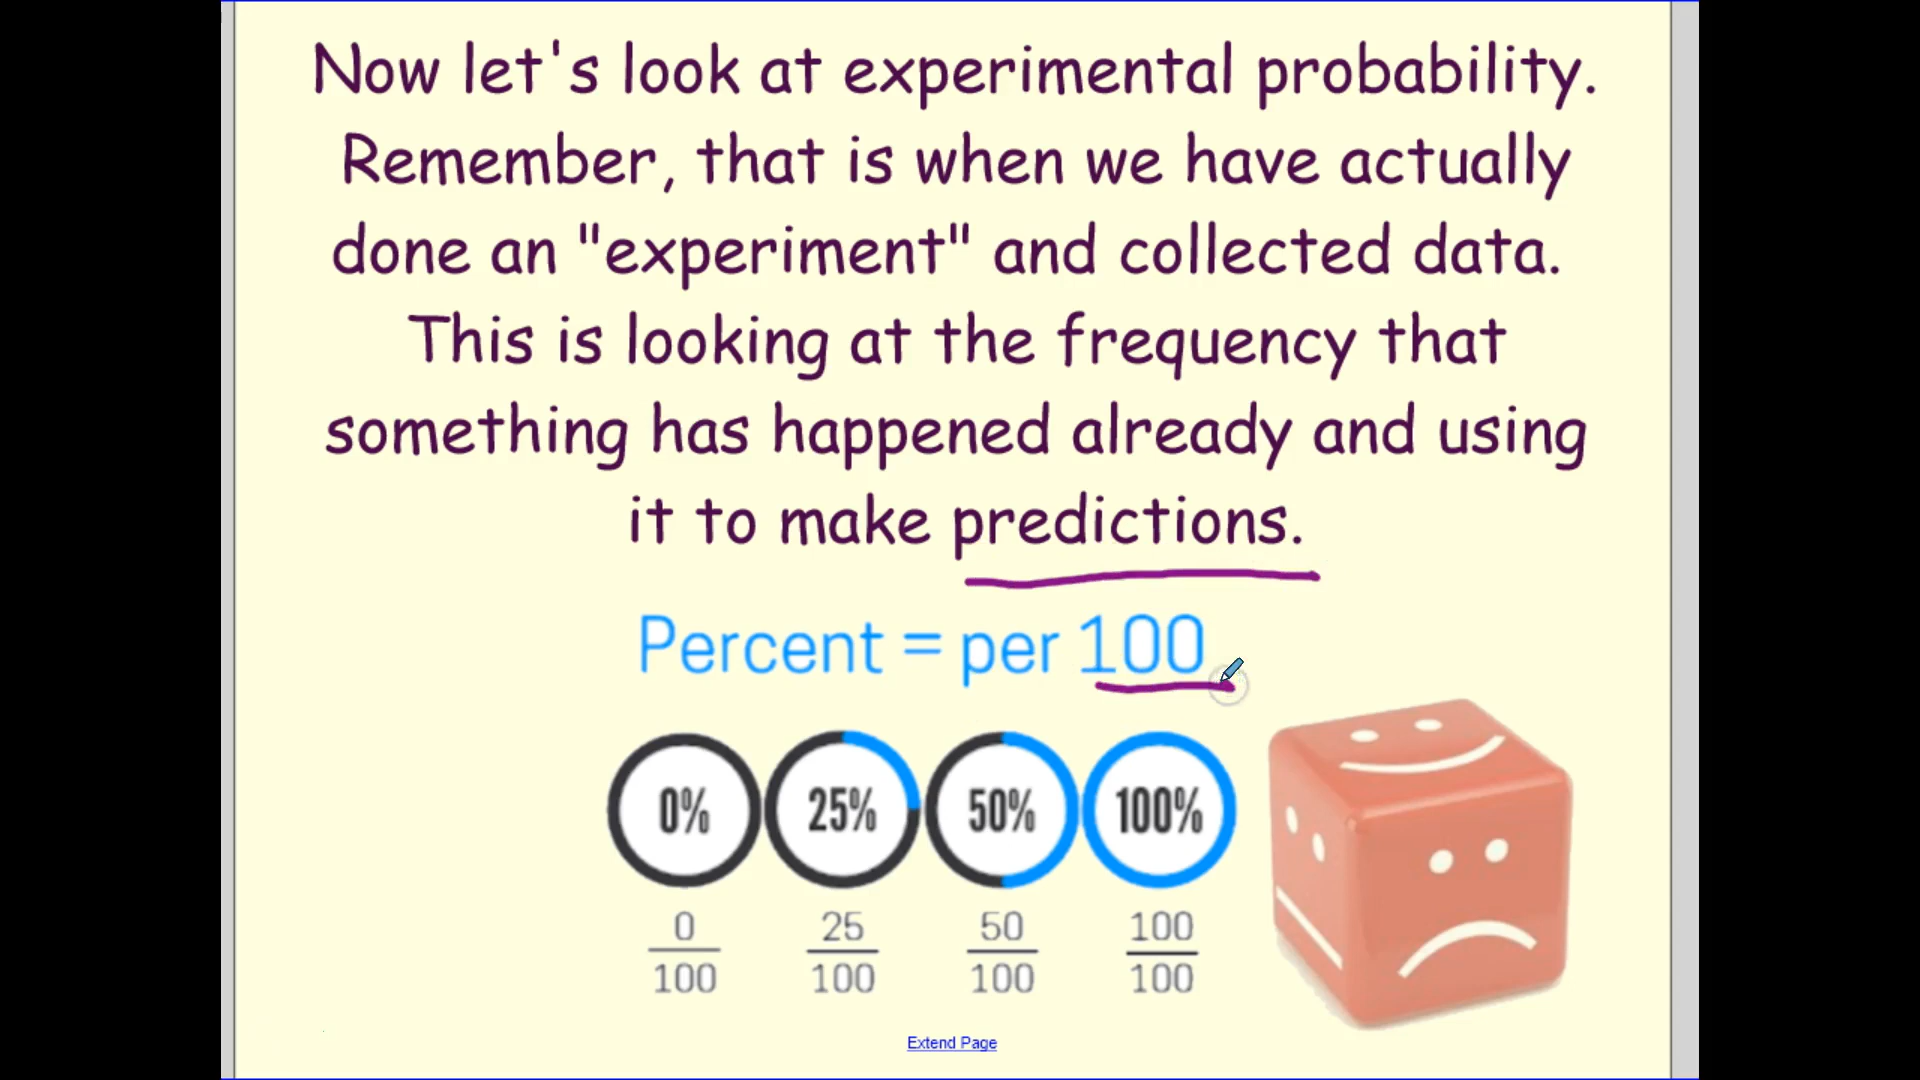 Now let's look at experimental probability.
Remember, that is when we have actually
done an "experiment" and collected data.
This is looking at the frequency that
something has happened already and using
it to make predictions.
Percent = per 100
0% 25% 50% 100%
0 25 50 100
100 100 100 100
Extend Page